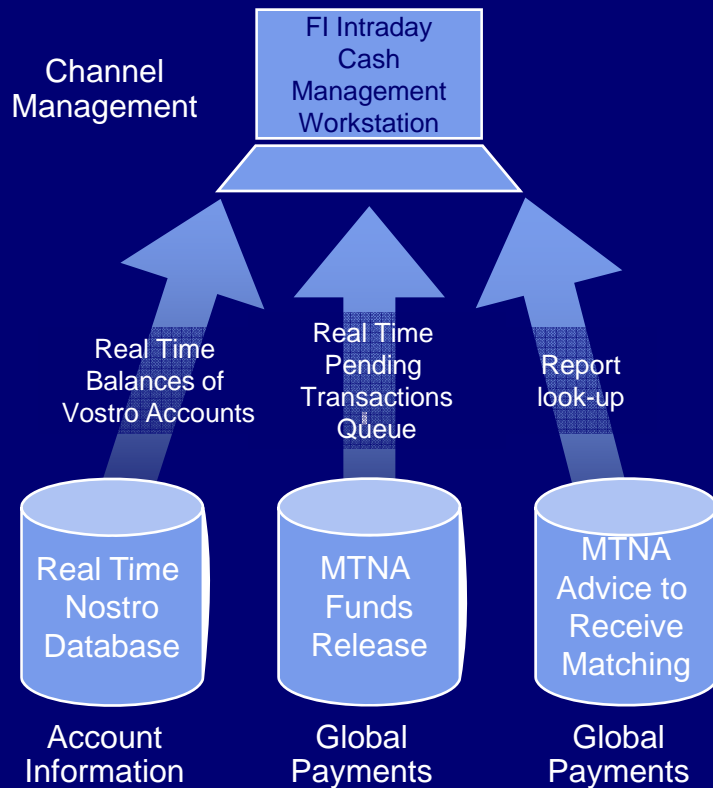 FI Intraday
Cash
Management
Workstation
Channel
Management
Real Time
Balances of
Vostro Accounts
Real Time
Pending
Transactions
Queue
Report
look-up
Real Time
Nostro
Database
MTNA
Funds
Release
MTNA
Advice to
Receive
Matching
Account
Information
Global
Payments
Global
Payments